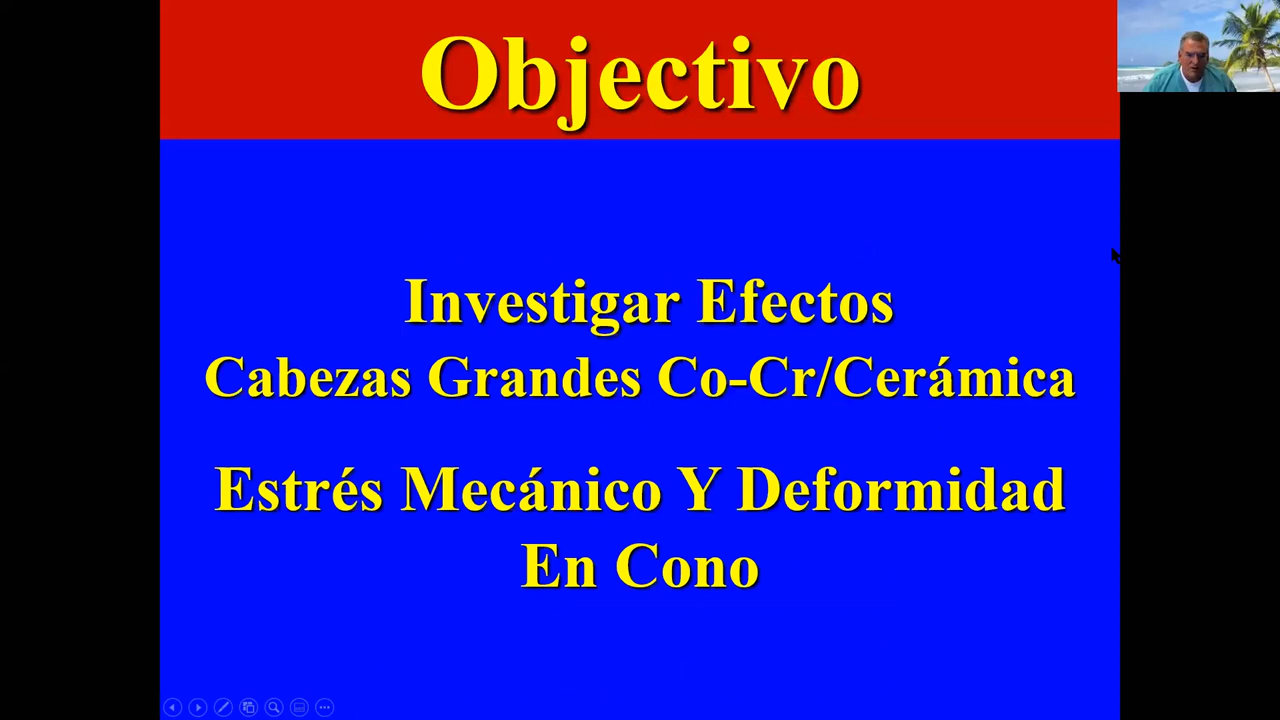 Objectivo
Investigar Efectos
Cabezas Grandes Co-Cr/Cerámica
Estrés Mecánico Y Deformidad
En Cono